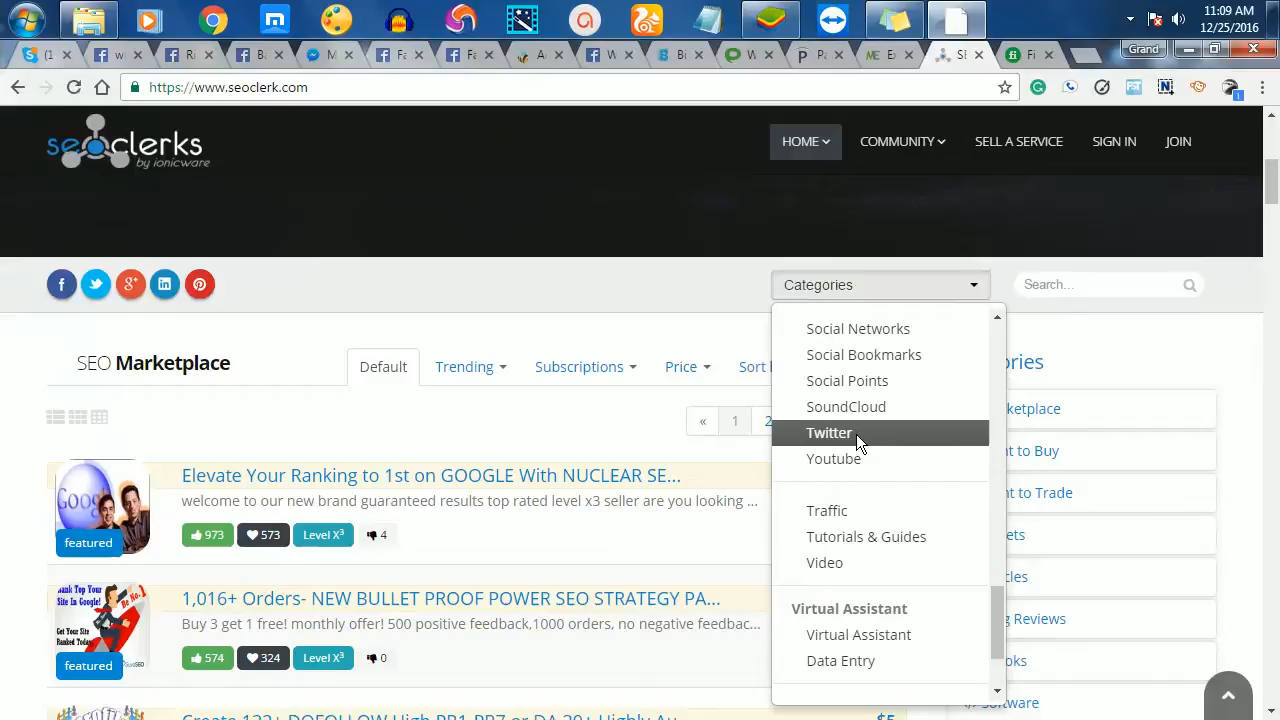 11:09 AM
12/25/2016
Grand
https://www.seoclerk.com
seoclerks
by ionicware
HOME COMMUNITY SELL A SERVICE SIGN IN JOIN
Categories
Search...
SEO Marketplace
Default Trending Subscriptions Price Sort
« 1 2
Social Networks
Social Bookmarks
Social Points
SoundCloud
Twitter
Youtube
Traffic
Tutorials & Guides
Video
Virtual Assistant
Virtual Assistant
Data Entry
Elevate Your Ranking to 1st on GOOGLE With NUCLEAR SE...
welcome to our new brand guaranteed results top rated level x3 seller are you looking ...
featured
973 573 Level X³ 4
1,016+ Orders- NEW BULLET PROOF POWER SEO STRATEGY PA...
Buy 3 get 1 free! monthly offer! 500 positive feedback,1000 orders, no negative feedbac...
featured
574 324 Level X³ 0
$5
to Buy
to Trade
Reviews
Software